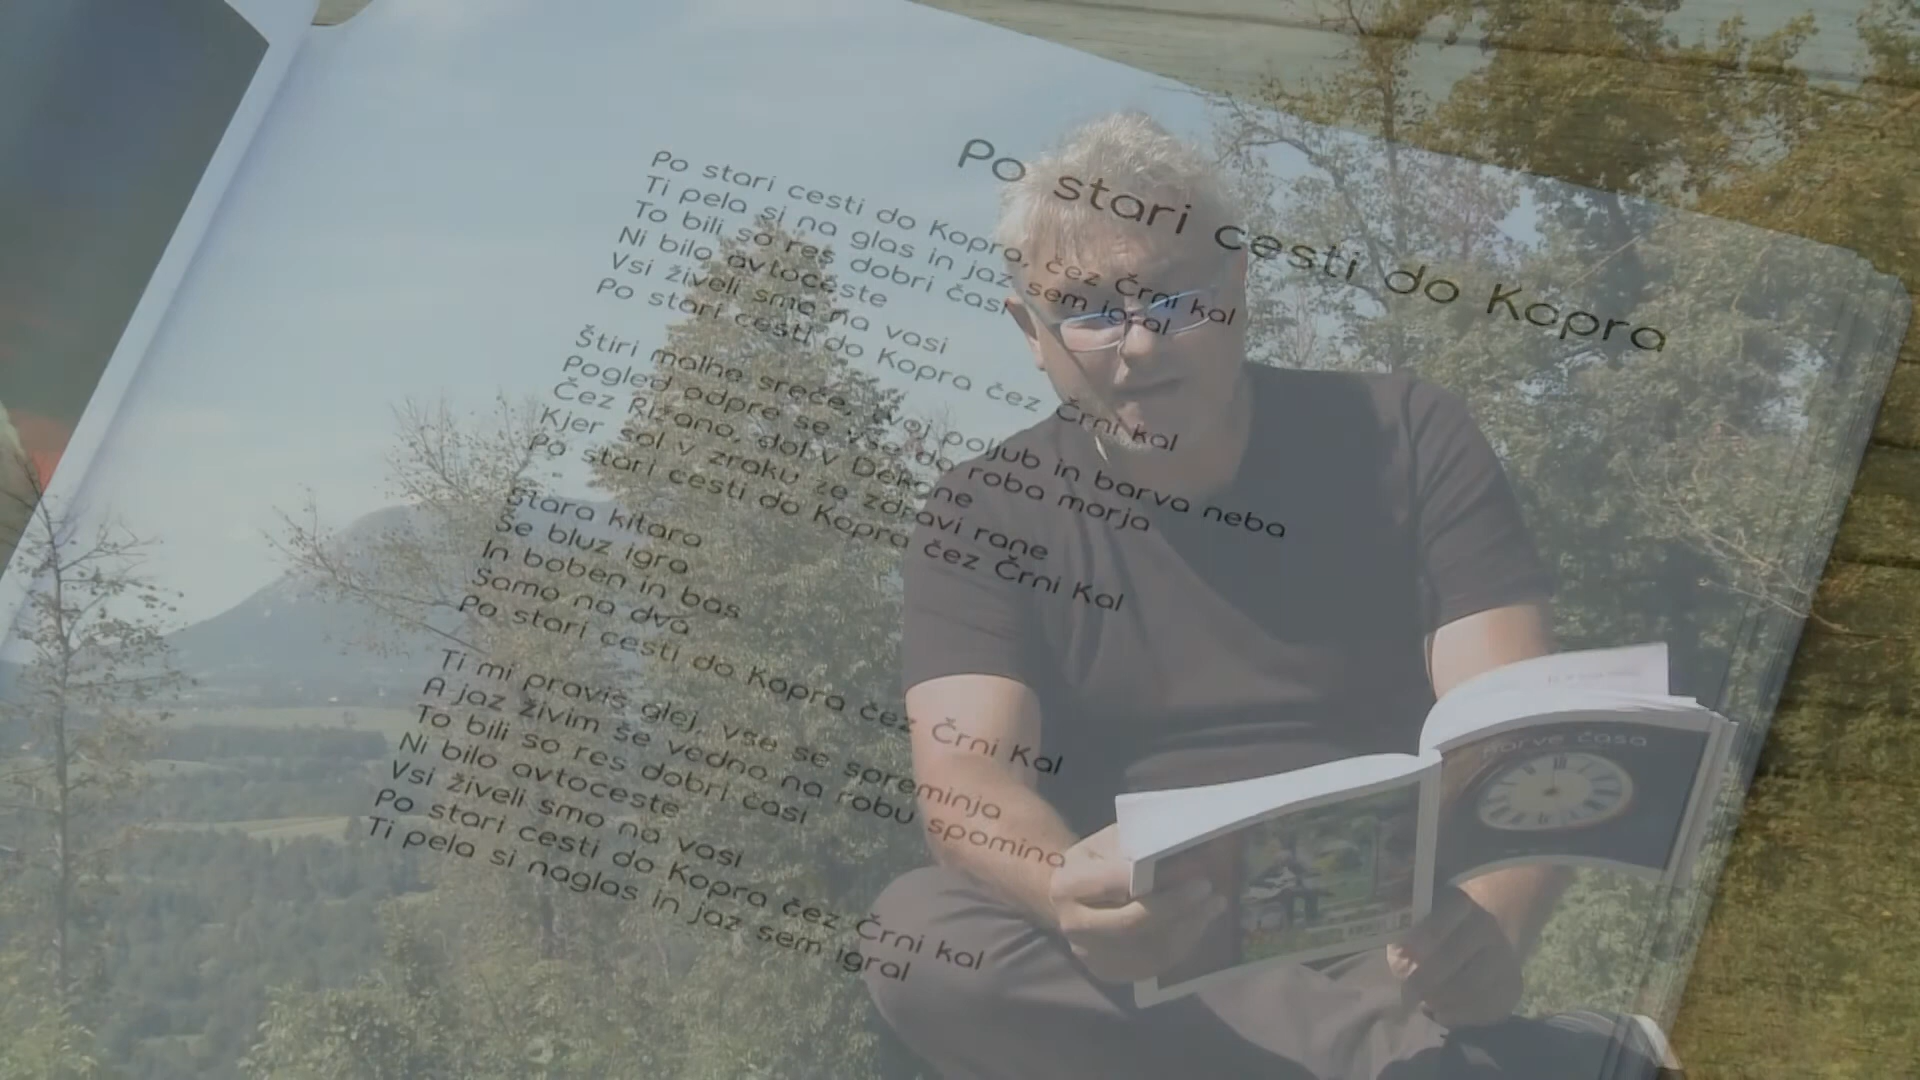 Po stari cesti do Kopra
Po stari cesti do Kopra, čez Črni kal
Ti pela si na glas in jaz sem igral
To bili so res dobri časi
Ni bilo avtoceste
Vsi živeli smo na vasi
Po stari cesti do Kopra čez Črni kal
Štiri malha sreče, tvoj poljub in barva neba
Pogled odpre se vse do roba morja
Čez Rižano, dol v Dekane
Kjer sol v zraku že zdravi rane
Po stari cesti do Kopra čez Črni Kal
Stara kitara
Še bluz igra
In boben in bas
Samo na dva
Po stari cesti do Kopra čez Črni Kal
Ti mi praviš glej, vse se spreminja
A jaz živim še vedno na robu spomina
To bili so res dobri časi
Ni bilo avtoceste
Vsi živeli smo na vasi
Po stari cesti do Kopra čez Črni kal
Ti pela si naglas in jaz sem igral
Barve časa